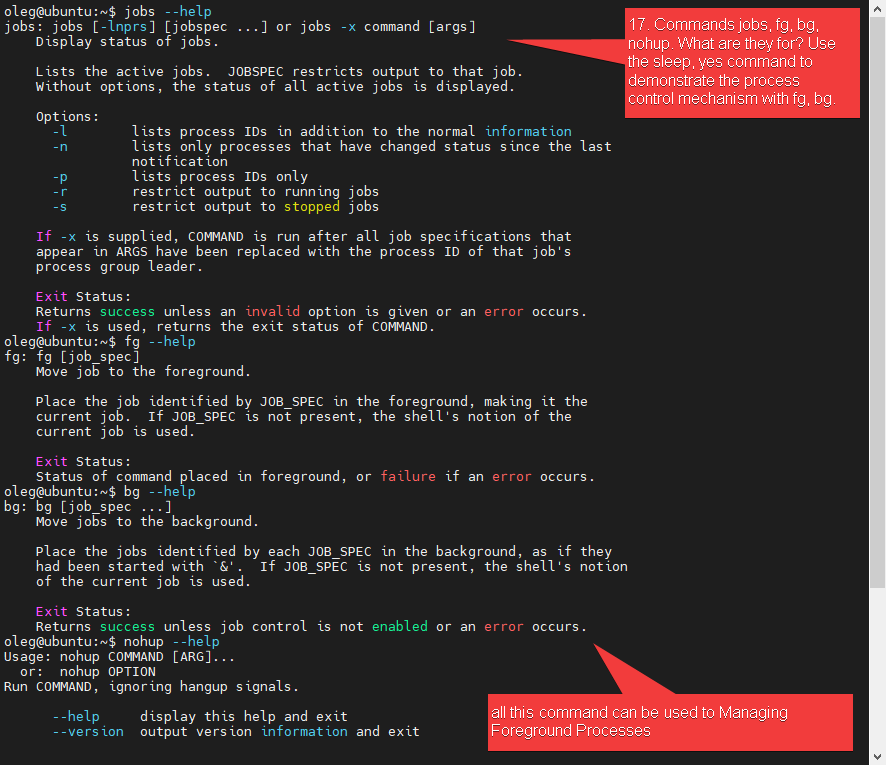 oleg@ubuntu:~$ jobs --help
jobs: jobs [-lnprs] [jobspec ...] or jobs -x command [args]
    Display status of jobs.

    Lists the active jobs.  JOBSPEC restricts output to that job.
    Without options, the status of all active jobs is displayed.

    Options:
      -l        lists process IDs in addition to the normal information
      -n        lists only processes that have changed status since the last
                notification
      -p        lists process IDs only
      -r        restrict output to running jobs
      -s        restrict output to stopped jobs

    If -x is supplied, COMMAND is run after all job specifications that
    appear in ARGS have been replaced with the process ID of that job's
    process group leader.

    Exit Status:
    Returns success unless an invalid option is given or an error occurs.
    If -x is used, returns the exit status of COMMAND.
oleg@ubuntu:~$ fg --help
fg: fg [job_spec]
    Move job to the foreground.

    Place the job identified by JOB_SPEC in the foreground, making it the
    current job.  If JOB_SPEC is not present, the shell's notion of the
    current job is used.

    Exit Status:
    Status of command placed in foreground, or failure if an error occurs.
oleg@ubuntu:~$ bg --help
bg: bg [job_spec ...]
    Move jobs to the background.

    Place the jobs identified by each JOB_SPEC in the background, as if they
    had been started with `&'.  If JOB_SPEC is not present, the shell's notion
    of the current job is used.

    Exit Status:
    Returns success unless job control is not enabled or an error occurs.
oleg@ubuntu:~$ nohup --help
Usage: nohup COMMAND [ARG]...
  or:  nohup OPTION
Run COMMAND, ignoring hangup signals.

      --help     display this help and exit
      --version  output version information and exit
17. Commands jobs, fg, bg,
nohup. What are they for? Use
the sleep, yes command to
demonstrate the process
control mechanism with fg, bg.
all this command can be used to Managing
Foreground Processes